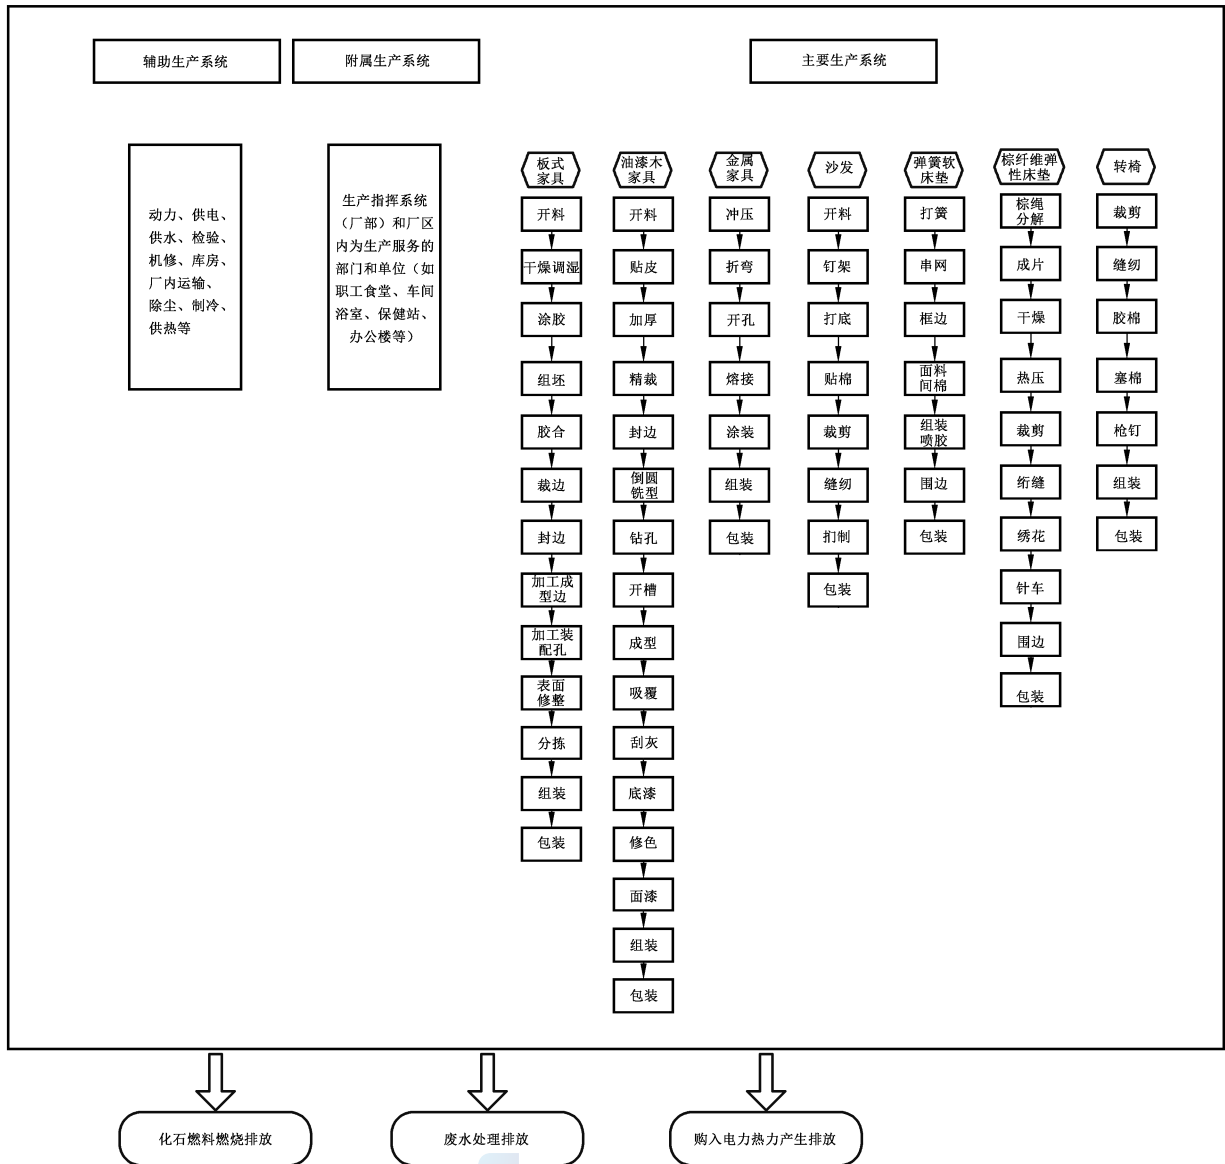 辅助生产系统
附属生产系统
主要生产系统
动力、供电、
供水、检验、
机修、库房、
厂内运输、
除尘、制冷、
供热等
生产指挥系统
（厂部）和厂区
内为生产服务的
部门和单位（如
职工食堂、车间
浴室、保健站、
办公楼等）
板式
家具
开料
干燥调湿
涂胶
组坯
胶合
裁边
封边
加工成
型边
加工装
配孔
表面
修整
分拣
组装
包装
油漆木
家具
开料
贴皮
加厚
精裁
封边
倒圆
铣型
钻孔
开槽
成型
吸覆
刮灰
底漆
修色
面漆
组装
包装
金属
家具
冲压
折弯
开孔
熔接
涂装
组装
包装
沙发
开料
钉架
打底
贴棉
裁剪
缝纫
扪制
包装
弹簧软
床垫
打簧
串网
框边
面料
间棉
组装
喷胶
围边
包装
棕纤维弹
性床垫
棕绳
分解
成片
干燥
热压
裁剪
绗缝
绣花
针车
围边
包装
转椅
裁剪
缝纫
胶棉
塞棉
枪钉
组装
包装
化石燃料燃烧排放
废水处理排放
购入电力热力产生排放